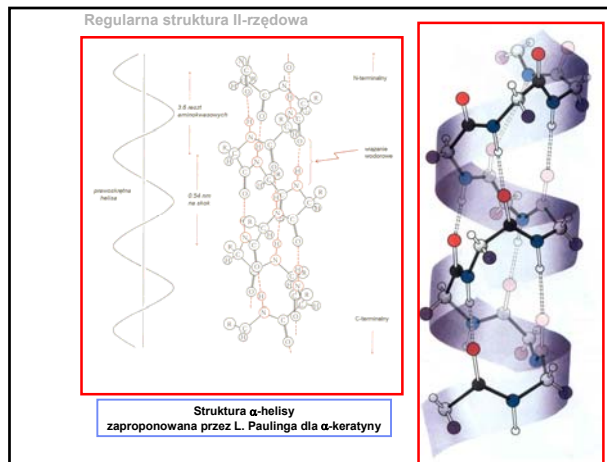 Regularna struktura II-rzędowa
N-terminalny
3.6 reszt
aminokwasowych
wiązanie
wodorowe
prawoskrętna
helisa
0.54 nm
na skręt
C-terminalny
Struktura α-helisy
zaproponowana przez L. Paulinga dla α-keratyny